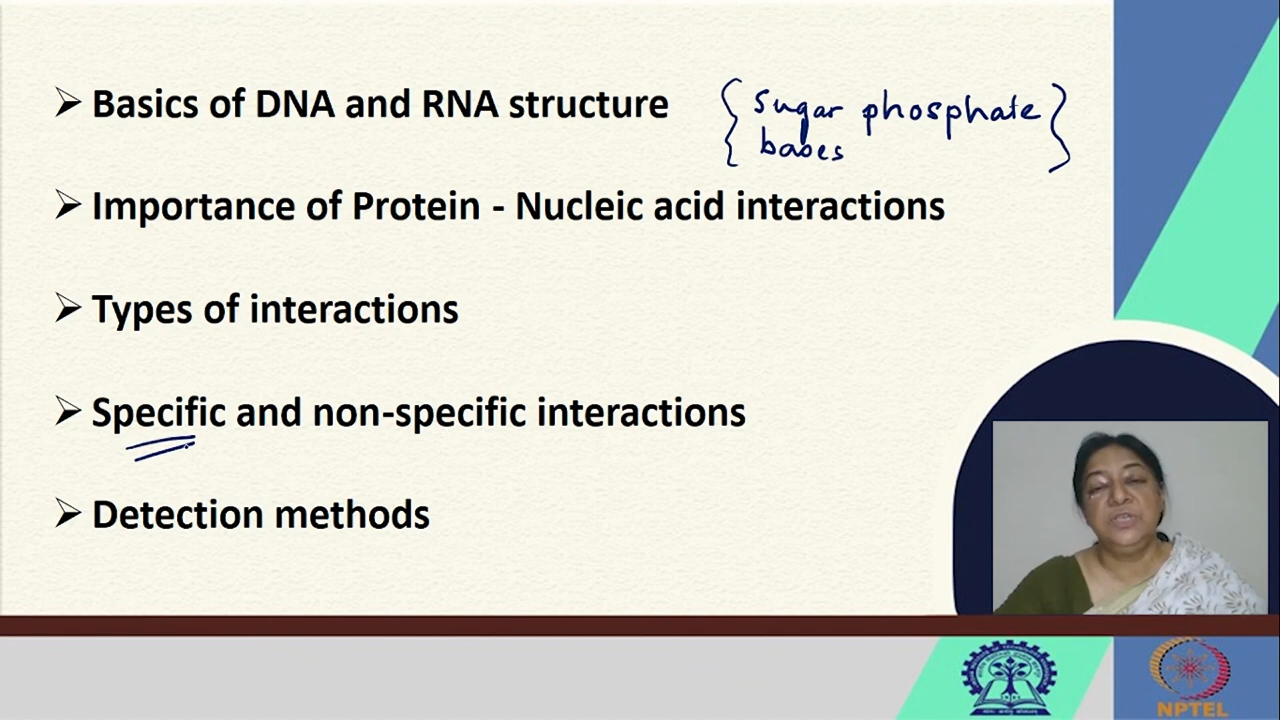 ➢ Basics of DNA and RNA structure { sugar phosphate
bases }
➢ Importance of Protein - Nucleic acid interactions
➢ Types of interactions
➢ Specific and non-specific interactions
➢ Detection methods
NPTEL